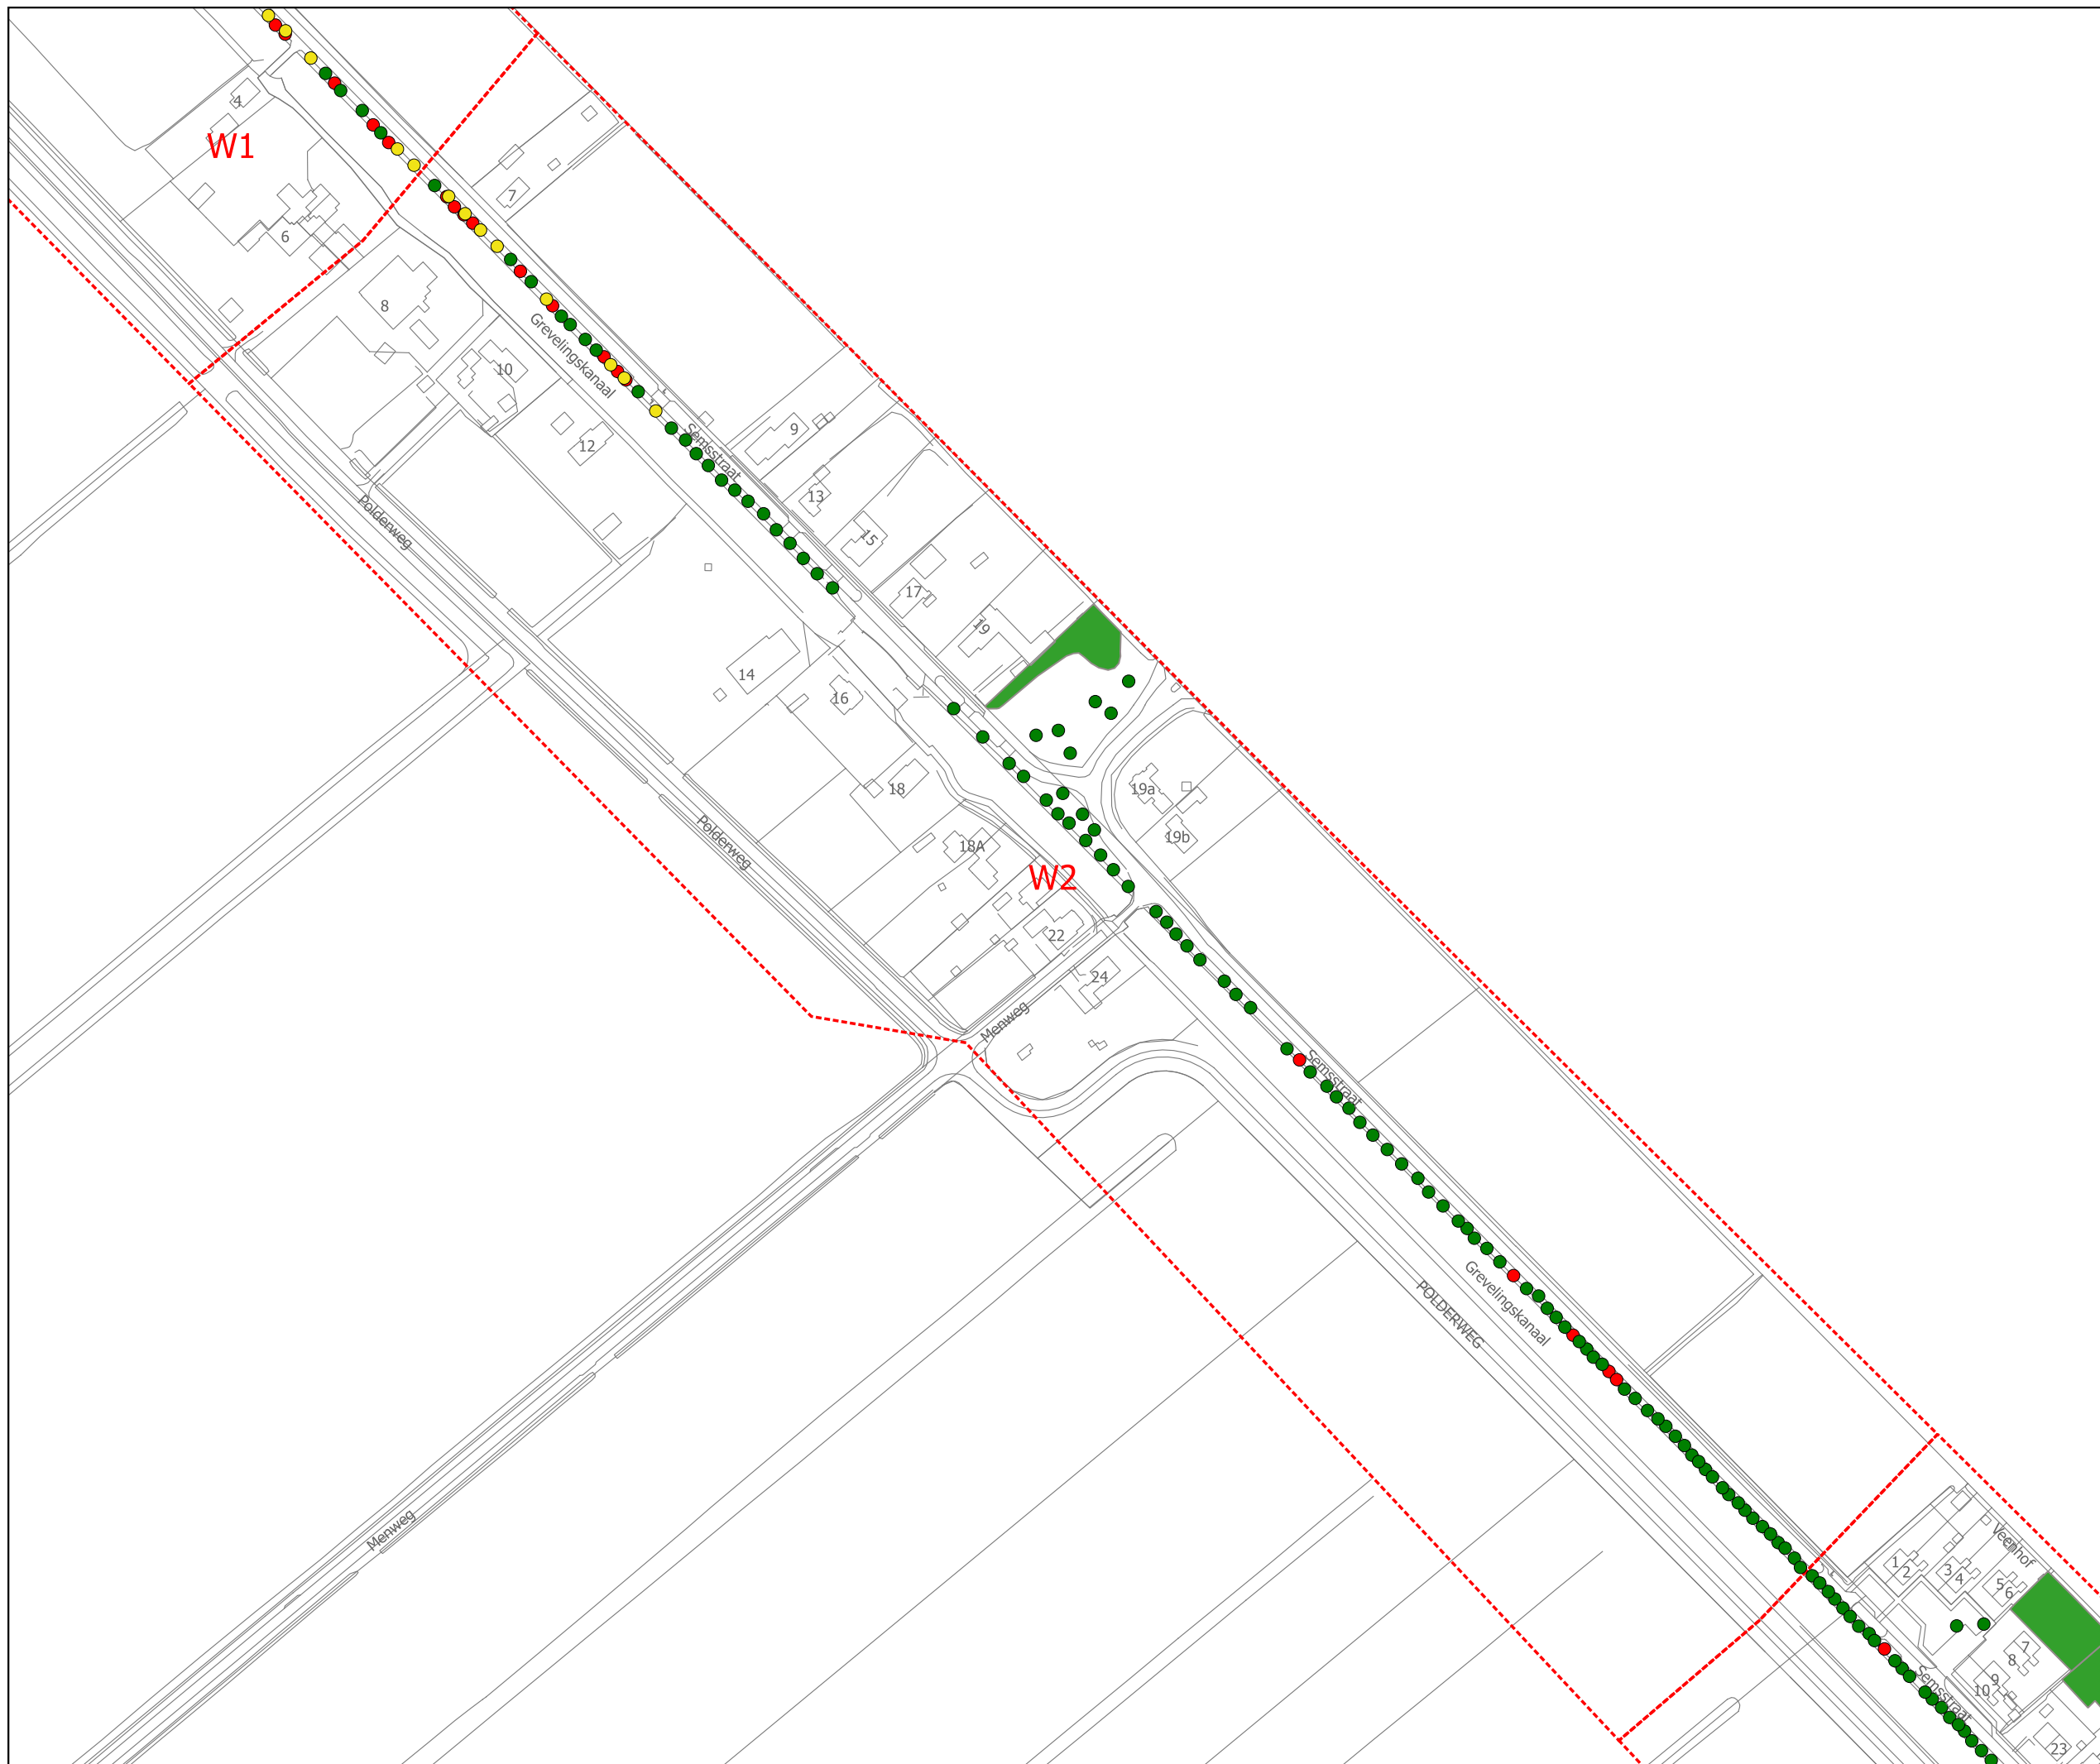 4
W1
7
6
8
Grevelingskanaal
10
9
Semsstraat
12
13
Polderweg
15
17
19
14
16
18
19a
Polderweg
19b
18A
W2
22
24
Menweg
Semsstraat
Grevelingskanaal
POLDERWEG
Menweg
Veenhof
1
2
3
4
5
6
7
8
9
10
Semsstraat
23